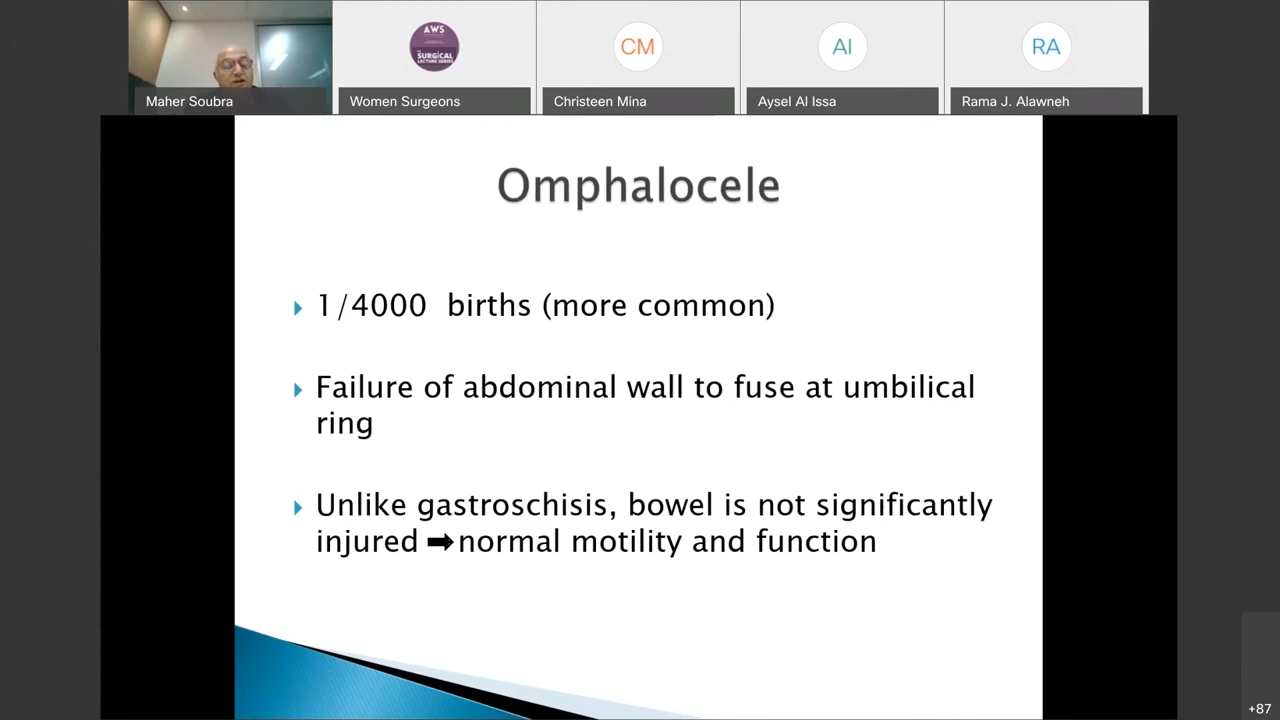 AWS
SURGICAL
LECTURE SERIES
CM
AI
RA
Maher Soubra
Women Surgeons
Christeen Mina
Aysel Al Issa
Rama J. Alawneh
Omphalocele
1/4000 births (more common)
Failure of abdominal wall to fuse at umbilical
ring
Unlike gastroschisis, bowel is not significantly
injured ➡normal motility and function
+87